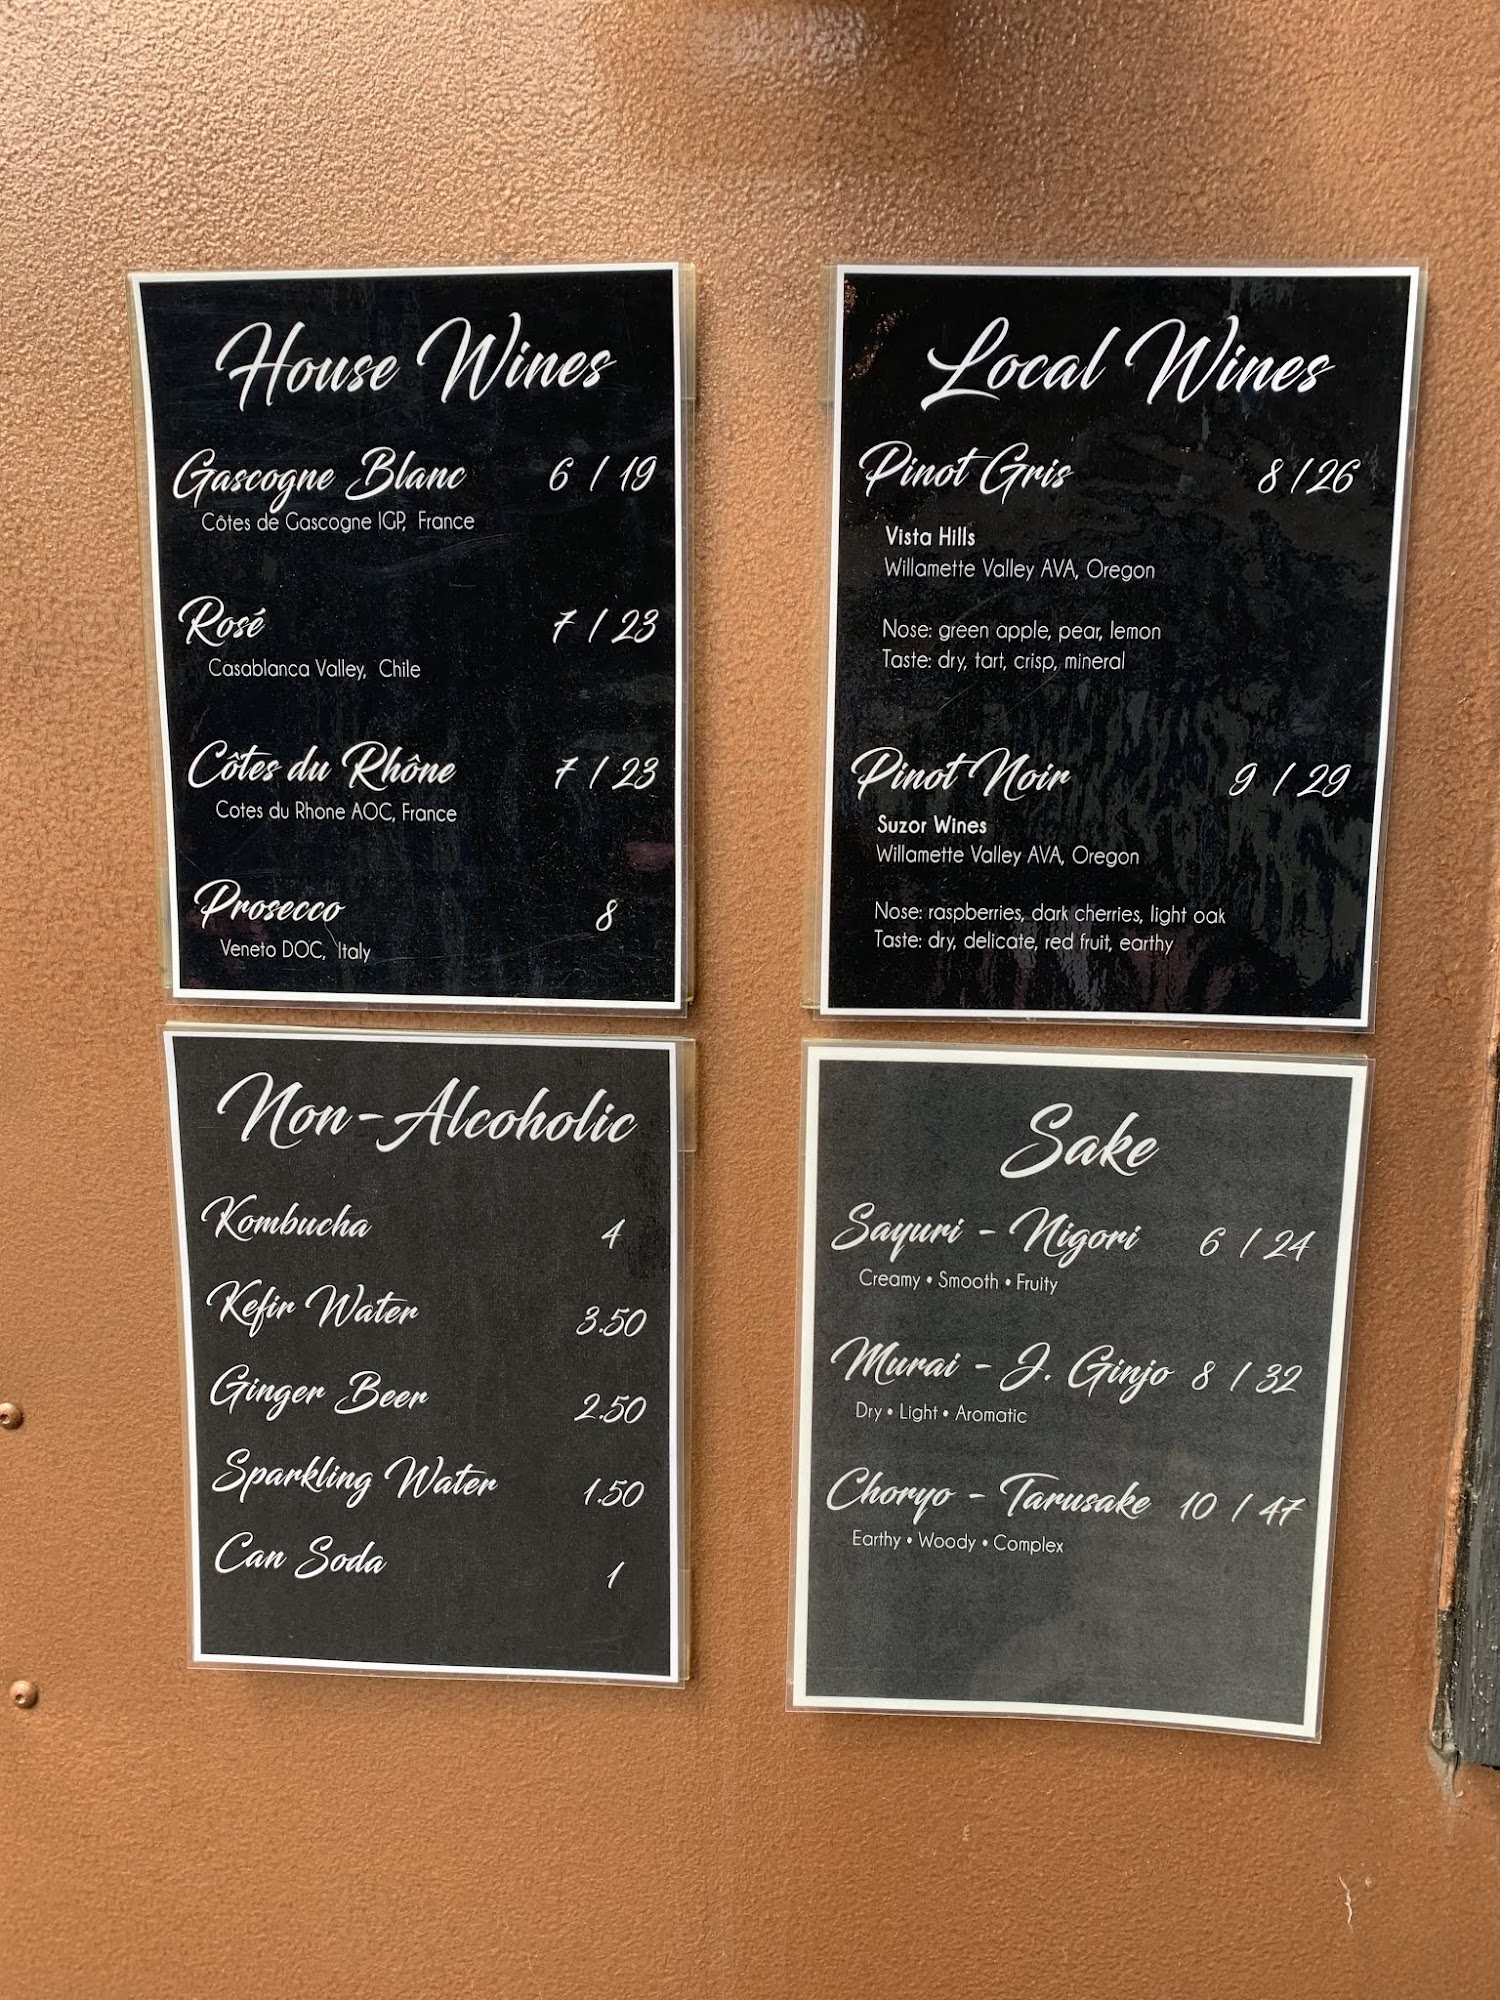 House Wines
Gascogne Blanc 6 / 19
Côtes de Gascogne IGP, France
Rosé 7 / 23
Casablanca Valley, Chile
Côtes du Rhône 7 / 23
Cotes du Rhone AOC, France
Prosecco 8
Veneto DOC, Italy
Local Wines
Pinot Gris 8 / 26
Vista Hills
Willamette Valley AVA, Oregon
Nose: green apple, pear, lemon
Taste: dry, tart, crisp, mineral
Pinot Noir 9 / 29
Suzor Wines
Willamette Valley AVA, Oregon
Nose: raspberries, dark cherries, light oak
Taste: dry, delicate, red fruit, earthy
Non-Alcoholic
Kombucha 4
Kefir Water 3.50
Ginger Beer 2.50
Sparkling Water 1.50
Can Soda 1
Sake
Sayuri - Nigori 6 / 24
Creamy • Smooth • Fruity
Murai - J. Ginjo 8 / 32
Dry • Light • Aromatic
Choryo - Tarusake 10 / 47
Earthy • Woody • Complex